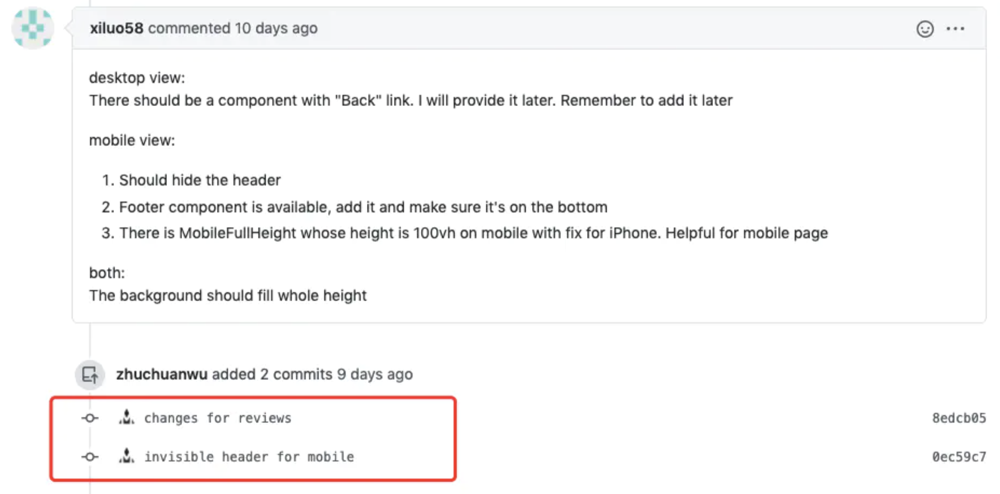 xiluo58 commented 10 days ago
desktop view:
There should be a component with "Back" link. I will provide it later. Remember to add it later
mobile view:
1. Should hide the header
2. Footer component is available, add it and make sure it's on the bottom
3. There is MobileFullHeight whose height is 100vh on mobile with fix for iPhone. Helpful for mobile page
both:
The background should fill whole height
zhuchuanwu added 2 commits 9 days ago
changes for reviews 8edcb05
invisible header for mobile 0ec59c7